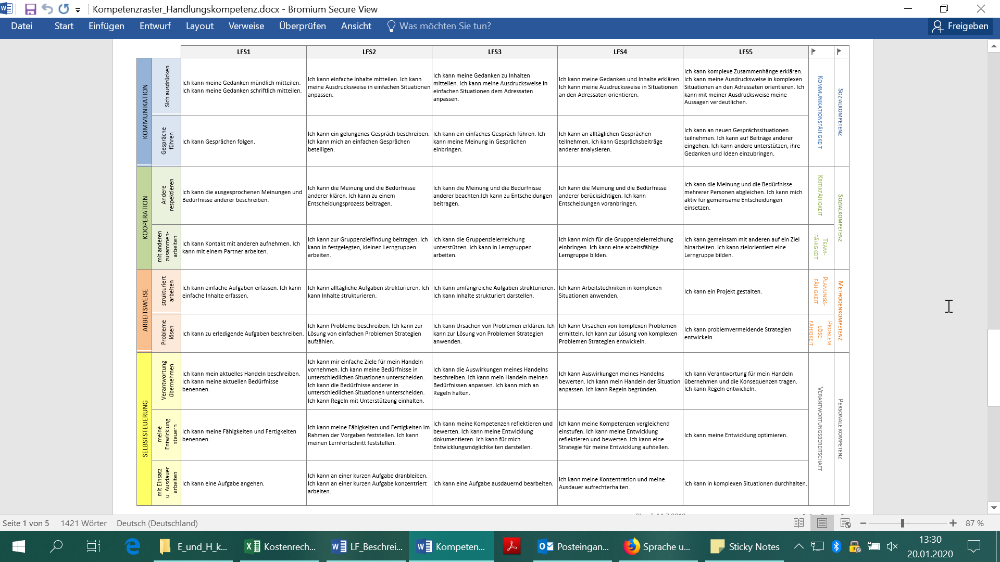 Kompetenzraster_Handlungskompetenz.docx - Bromium Secure View
Datei Start Einfügen Entwurf Layout Verweise Überprüfen Ansicht Was möchten Sie tun? Freigeben
LFS1 LFS2 LFS3 LFS4 LFS5
KOMMUNIKATION
Sich ausdrücken
Ich kann meine Gedanken mündlich mitteilen.
Ich kann meine Gedanken schriftlich mitteilen.
Ich kann einfache Inhalte mitteilen. Ich kann
meine Ausdrucksweise in einfachen Situationen
anpassen.
Ich kann meine Gedanken zu Inhalten
mitteilen. Ich kann meine Ausdrucksweise in
einfachen Situationen dem Adressaten
anpassen.
Ich kann meine Gedanken und Inhalte erklären.
Ich kann meine Ausdrucksweise in Situationen
an den Adressaten orientieren.
Ich kann komplexe Zusammenhänge erklären.
Ich kann meine Ausdrucksweise in komplexen
Situationen an den Adressaten orientieren. Ich
kann mit meiner Ausdrucksweise meine
Aussagen verdeutlichen.
KOMMUNIKATIONSFÄHIGKEIT
SOZIALKOMPETENZ
Gespräche
führen
Ich kann Gesprächen folgen.
Ich kann ein gelungenes Gespräch beschreiben.
Ich kann mich an einfachen Gesprächen
beteiligen.
Ich kann ein einfaches Gespräch führen. Ich
kann meine Meinung in Gesprächen
einbringen.
Ich kann an alltäglichen Gesprächen
teilnehmen. Ich kann Gesprächsbeiträge
anderer analysieren.
Ich kann an neuen Gesprächssituationen
teilnehmen. Ich kann auf Beiträge anderer
eingehen. Ich kann andere unterstützen, ihre
Gedanken und Ideen einzubringen.
KOOPERATION
Andere
respektieren
Ich kann die ausgesprochenen Meinungen und
Bedürfnisse anderer beschreiben.
Ich kann die Meinung und die Bedürfnisse
anderer klären. Ich kann zu einem
Entscheidungsprozess beitragen.
Ich kann die Meinung und die Bedürfnisse
anderer beachten.Ich kann zu Entscheidungen
beitragen.
Ich kann die Meinung und die Bedürfnisse
anderer berücksichtigen. Ich kann
Entscheidungen voranbringen.
Ich kann die Meinung und die Bedürfnisse
mehrerer Personen abgleichen. Ich kann mich
aktiv für gemeinsame Entscheidungen
einsetzen.
KRITIKFÄHIGKEIT
SOZIALKOMPETENZ
mit anderen
zusammen-
arbeiten
Ich kann Kontakt mit anderen aufnehmen. Ich
kann mit einem Partner arbeiten.
Ich kann zur Gruppenzielfindung beitragen. Ich
kann in festgelegten, kleinen Lerngruppen
arbeiten.
Ich kann die Gruppenzielerreichung
unterstützen. Ich kann in Lerngruppen
arbeiten.
Ich kann mich für die Gruppenzielerreichung
einbringen. Ich kann eine arbeitsfähige
Lerngruppe bilden.
Ich kann gemeinsam mit anderen auf ein Ziel
hinarbeiten. Ich kann zielorientiert eine
Lerngruppe bilden.
TEAM-
FÄHIGKEIT
ARBEITSWEISE
strukturiert
arbeiten
Ich kann einfache Aufgaben erfassen. Ich kann
einfache Inhalte erfassen.
Ich kann alltägliche Aufgaben strukturieren. Ich
kann Inhalte strukturieren.
Ich kann umfangreiche Aufgaben strukturieren.
Ich kann Inhalte strukturiert darstellen.
Ich kann Arbeitstechniken in komplexen
Situationen anwenden.
Ich kann ein Projekt gestalten.
PLANUNGS-
FÄHIGKEIT
METHODENKOMPETENZ
Probleme
lösen
Ich kann zu erledigende Aufgaben beschreiben.
Ich kann Probleme beschreiben. Ich kann zur
Lösung von einfachen Problemen Strategien
aufzählen.
Ich kann Ursachen von Problemen erklären. Ich
kann zur Lösung von Problemen Strategien
anwenden.
Ich kann Ursachen von komplexen Problemen
ermitteln. Ich kann zur Lösung von komplexen
Problemen Strategien entwickeln.
Ich kann problemvermeidende Strategien
entwickeln.
PROBLEM
LÖSE-
FÄHIGKEIT
SELBSTSTEUERUNG
Verantwortung
übernehmen
Ich kann mein aktuelles Handeln beschreiben.
Ich kann meine aktuellen Bedürfnisse
benennen.
Ich kann mir einfache Ziele für mein Handeln
vornehmen. Ich kann meine Bedürfnisse in
unterschiedlichen Situationen unterscheiden.
Ich kann die Bedürfnisse anderer in
unterschiedlichen Situationen unterscheiden.
Ich kann Regeln mit Unterstützung einhalten.
Ich kann die Auswirkungen meines Handelns
beschreiben. Ich kann mein Handeln meinen
Bedürfnissen anpassen. Ich kann mich an
Regeln halten.
Ich kann Auswirkungen meines Handelns
bewerten. Ich kann mein Handeln der Situation
anpassen. Ich kann Regeln begründen.
Ich kann Verantwortung für mein Handeln
übernehmen und die Konsequenzen tragen.
Ich kann Regeln entwickeln.
VERANTWORTUNGSBEREITSCHAFT
PERSONALE KOMPETENZ
meine
Entwicklung
steuern
Ich kann meine Fähigkeiten und Fertigkeiten
benennen.
Ich kann meine Fähigkeiten und Fertigkeiten im
Rahmen der Vorgaben feststellen. Ich kann
meinen Lernfortschritt feststellen.
Ich kann meine Kompetenzen reflektieren und
bewerten. Ich kann meine Entwicklung
dokumentieren. Ich kann für mich
Entwicklungsmöglichkeiten darstellen.
Ich kann meine Kompetenzen vergleichend
einstufen. Ich kann meine Entwicklung
reflektieren und bewerten. Ich kann eine
Strategie für meine Entwicklung aufstellen.
Ich kann meine Entwicklung optimieren.
mit Einsatz
u. Ausdauer
arbeiten
Ich kann eine Aufgabe angehen.
Ich kann an einer kurzen Aufgabe dranbleiben.
Ich kann an einer kurzen Aufgabe konzentriert
arbeiten.
Ich kann eine Aufgabe ausdauernd bearbeiten.
Ich kann meine Konzentration und meine
Ausdauer aufrechterhalten.
Ich kann in komplexen Situationen durchhalten.
Seite 1 von 5 1421 Wörter Deutsch (Deutschland) 87 %
E_und_H_k... Kostenrech... LF_Beschrei... Kompeten... Posteingan... Sprache u... Sticky Notes
13:30
20.01.2020